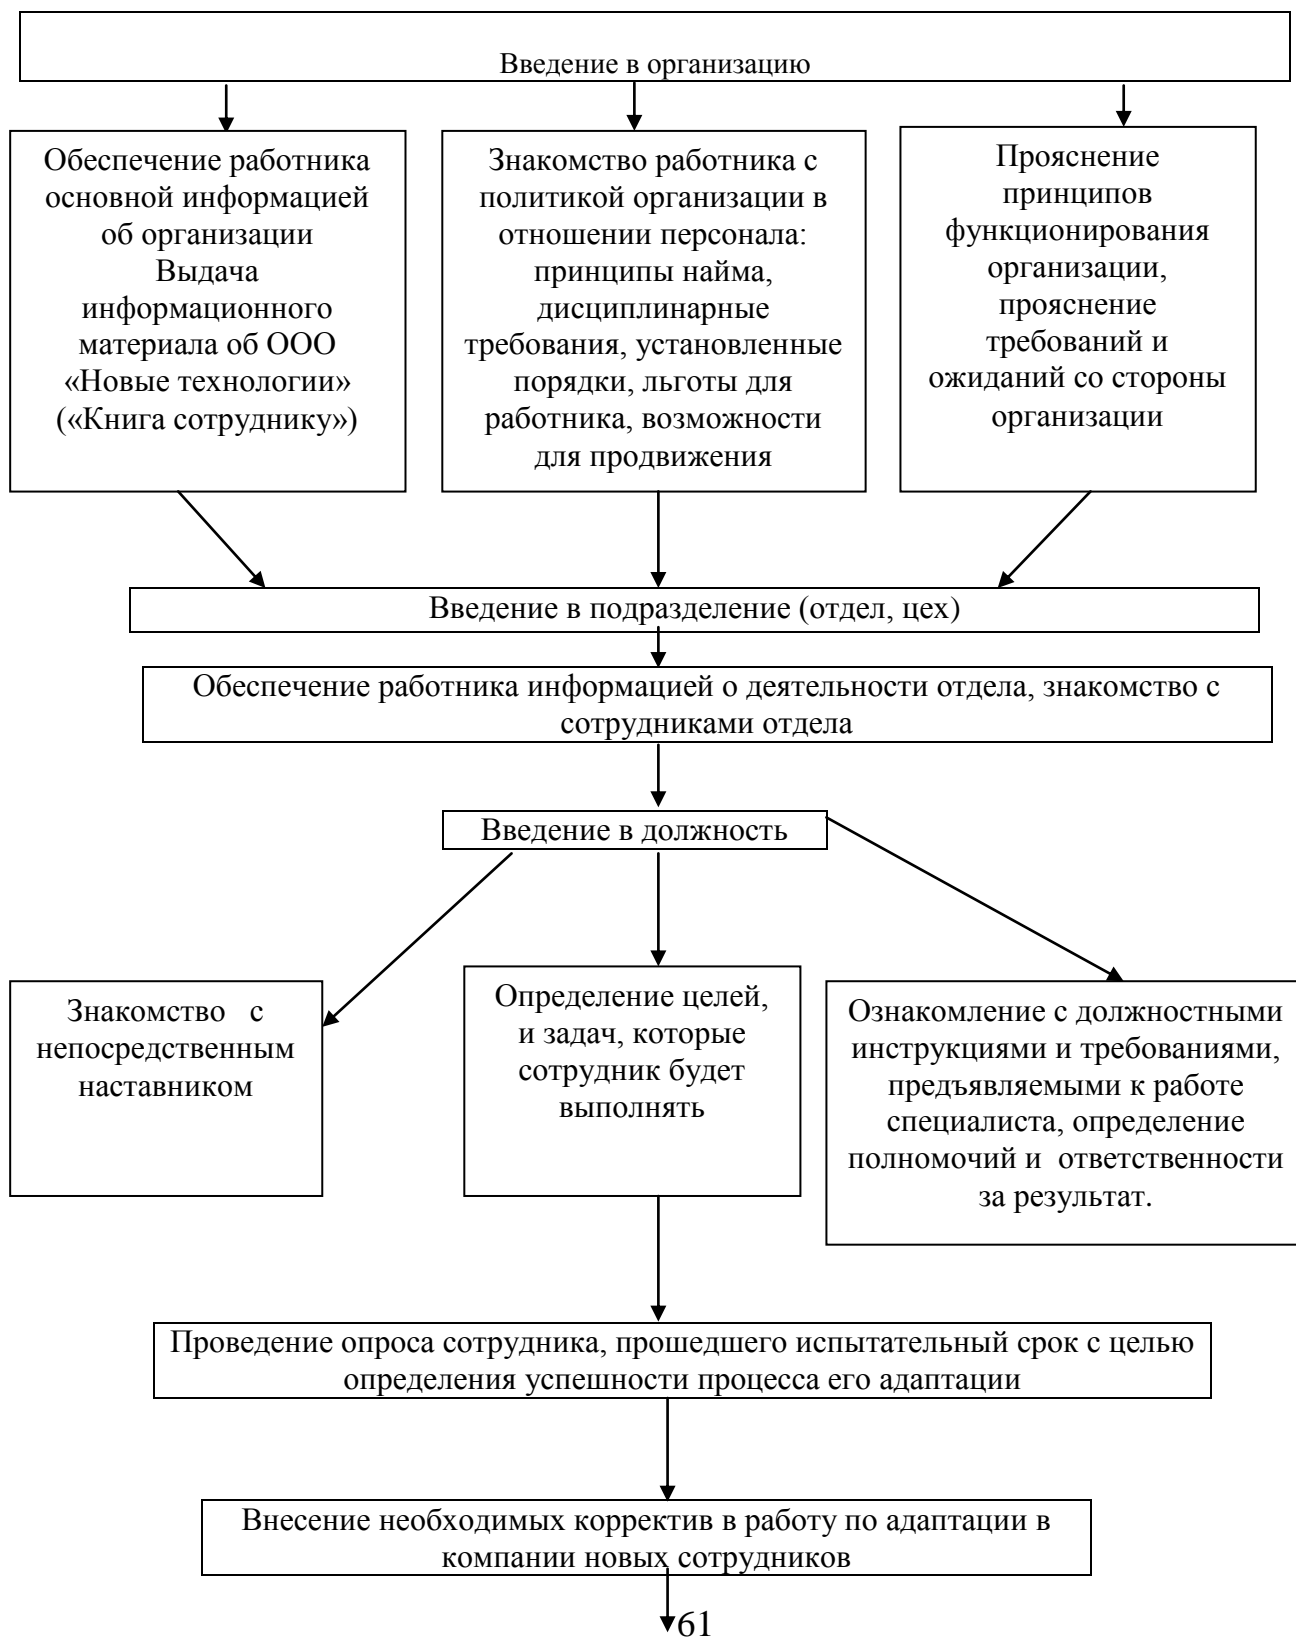 Введение в организацию
Обеспечение работника
основной информацией
об организации
Выдача
информационного
материала об ООО
«Новые технологии»
(«Книга сотруднику»)
Знакомство работника с
политикой организации в
отношении персонала:
принципы найма,
дисциплинарные
требования, установленные
порядки, льготы для
работника, возможности
для продвижения
Прояснение
принципов
функционирования
организации,
прояснение
требований и
ожиданий со стороны
организации
Введение в подразделение (отдел, цех)
Обеспечение работника информацией о деятельности отдела, знакомство с
сотрудниками отдела
Введение в должность
Знакомство с
непосредственным
наставником
Определение целей,
и задач, которые
сотрудник будет
выполнять
Ознакомление с должностными
инструкциями и требованиями,
предъявляемыми к работе
специалиста, определение
полномочий и ответственности
за результат.
Проведение опроса сотрудника, прошедшего испытательный срок с целью
определения успешности процесса его адаптации
Внесение необходимых корректив в работу по адаптации в
компании новых сотрудников
61